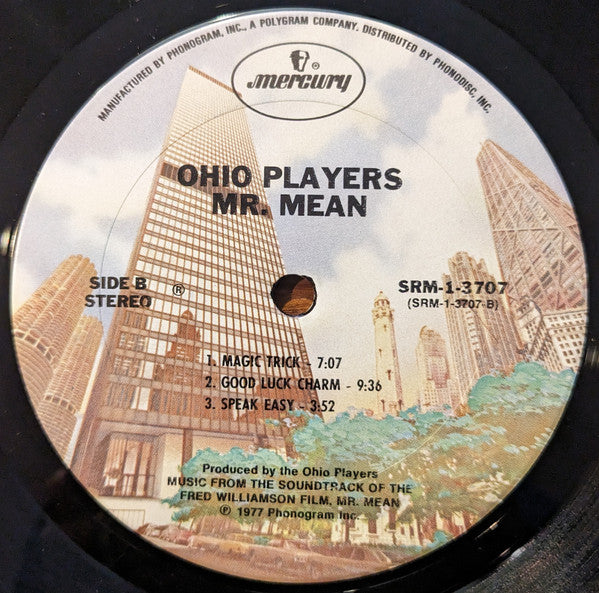 MANUFACTURED BY PHONOGRAM, INC., A POLYGRAM COMPANY. DISTRIBUTED BY PHONODISC, INC.
®
mercury
OHIO PLAYERS
MR. MEAN
SIDE B
STEREO
℗
SRM-1-3707
(SRM-1-3707-B)
1. MAGIC TRICK - 7:07
2. GOOD LUCK CHARM - 9:36
3. SPEAK EASY - 3:52
Produced by the Ohio Players
MUSIC FROM THE SOUNDTRACK OF THE
FRED WILLIAMSON FILM, MR. MEAN
℗ 1977 Phonogram Inc.